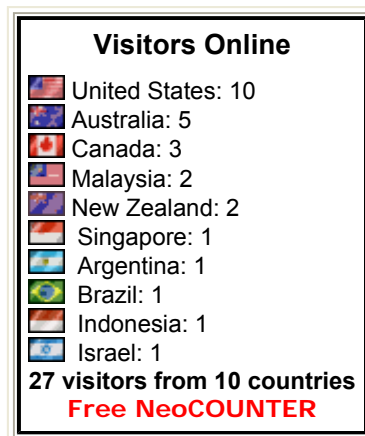 Visitors Online
United States: 10
Australia: 5
Canada: 3
Malaysia: 2
New Zealand: 2
Singapore: 1
Argentina: 1
Brazil: 1
Indonesia: 1
Israel: 1
27 visitors from 10 countries
Free NeoCOUNTER